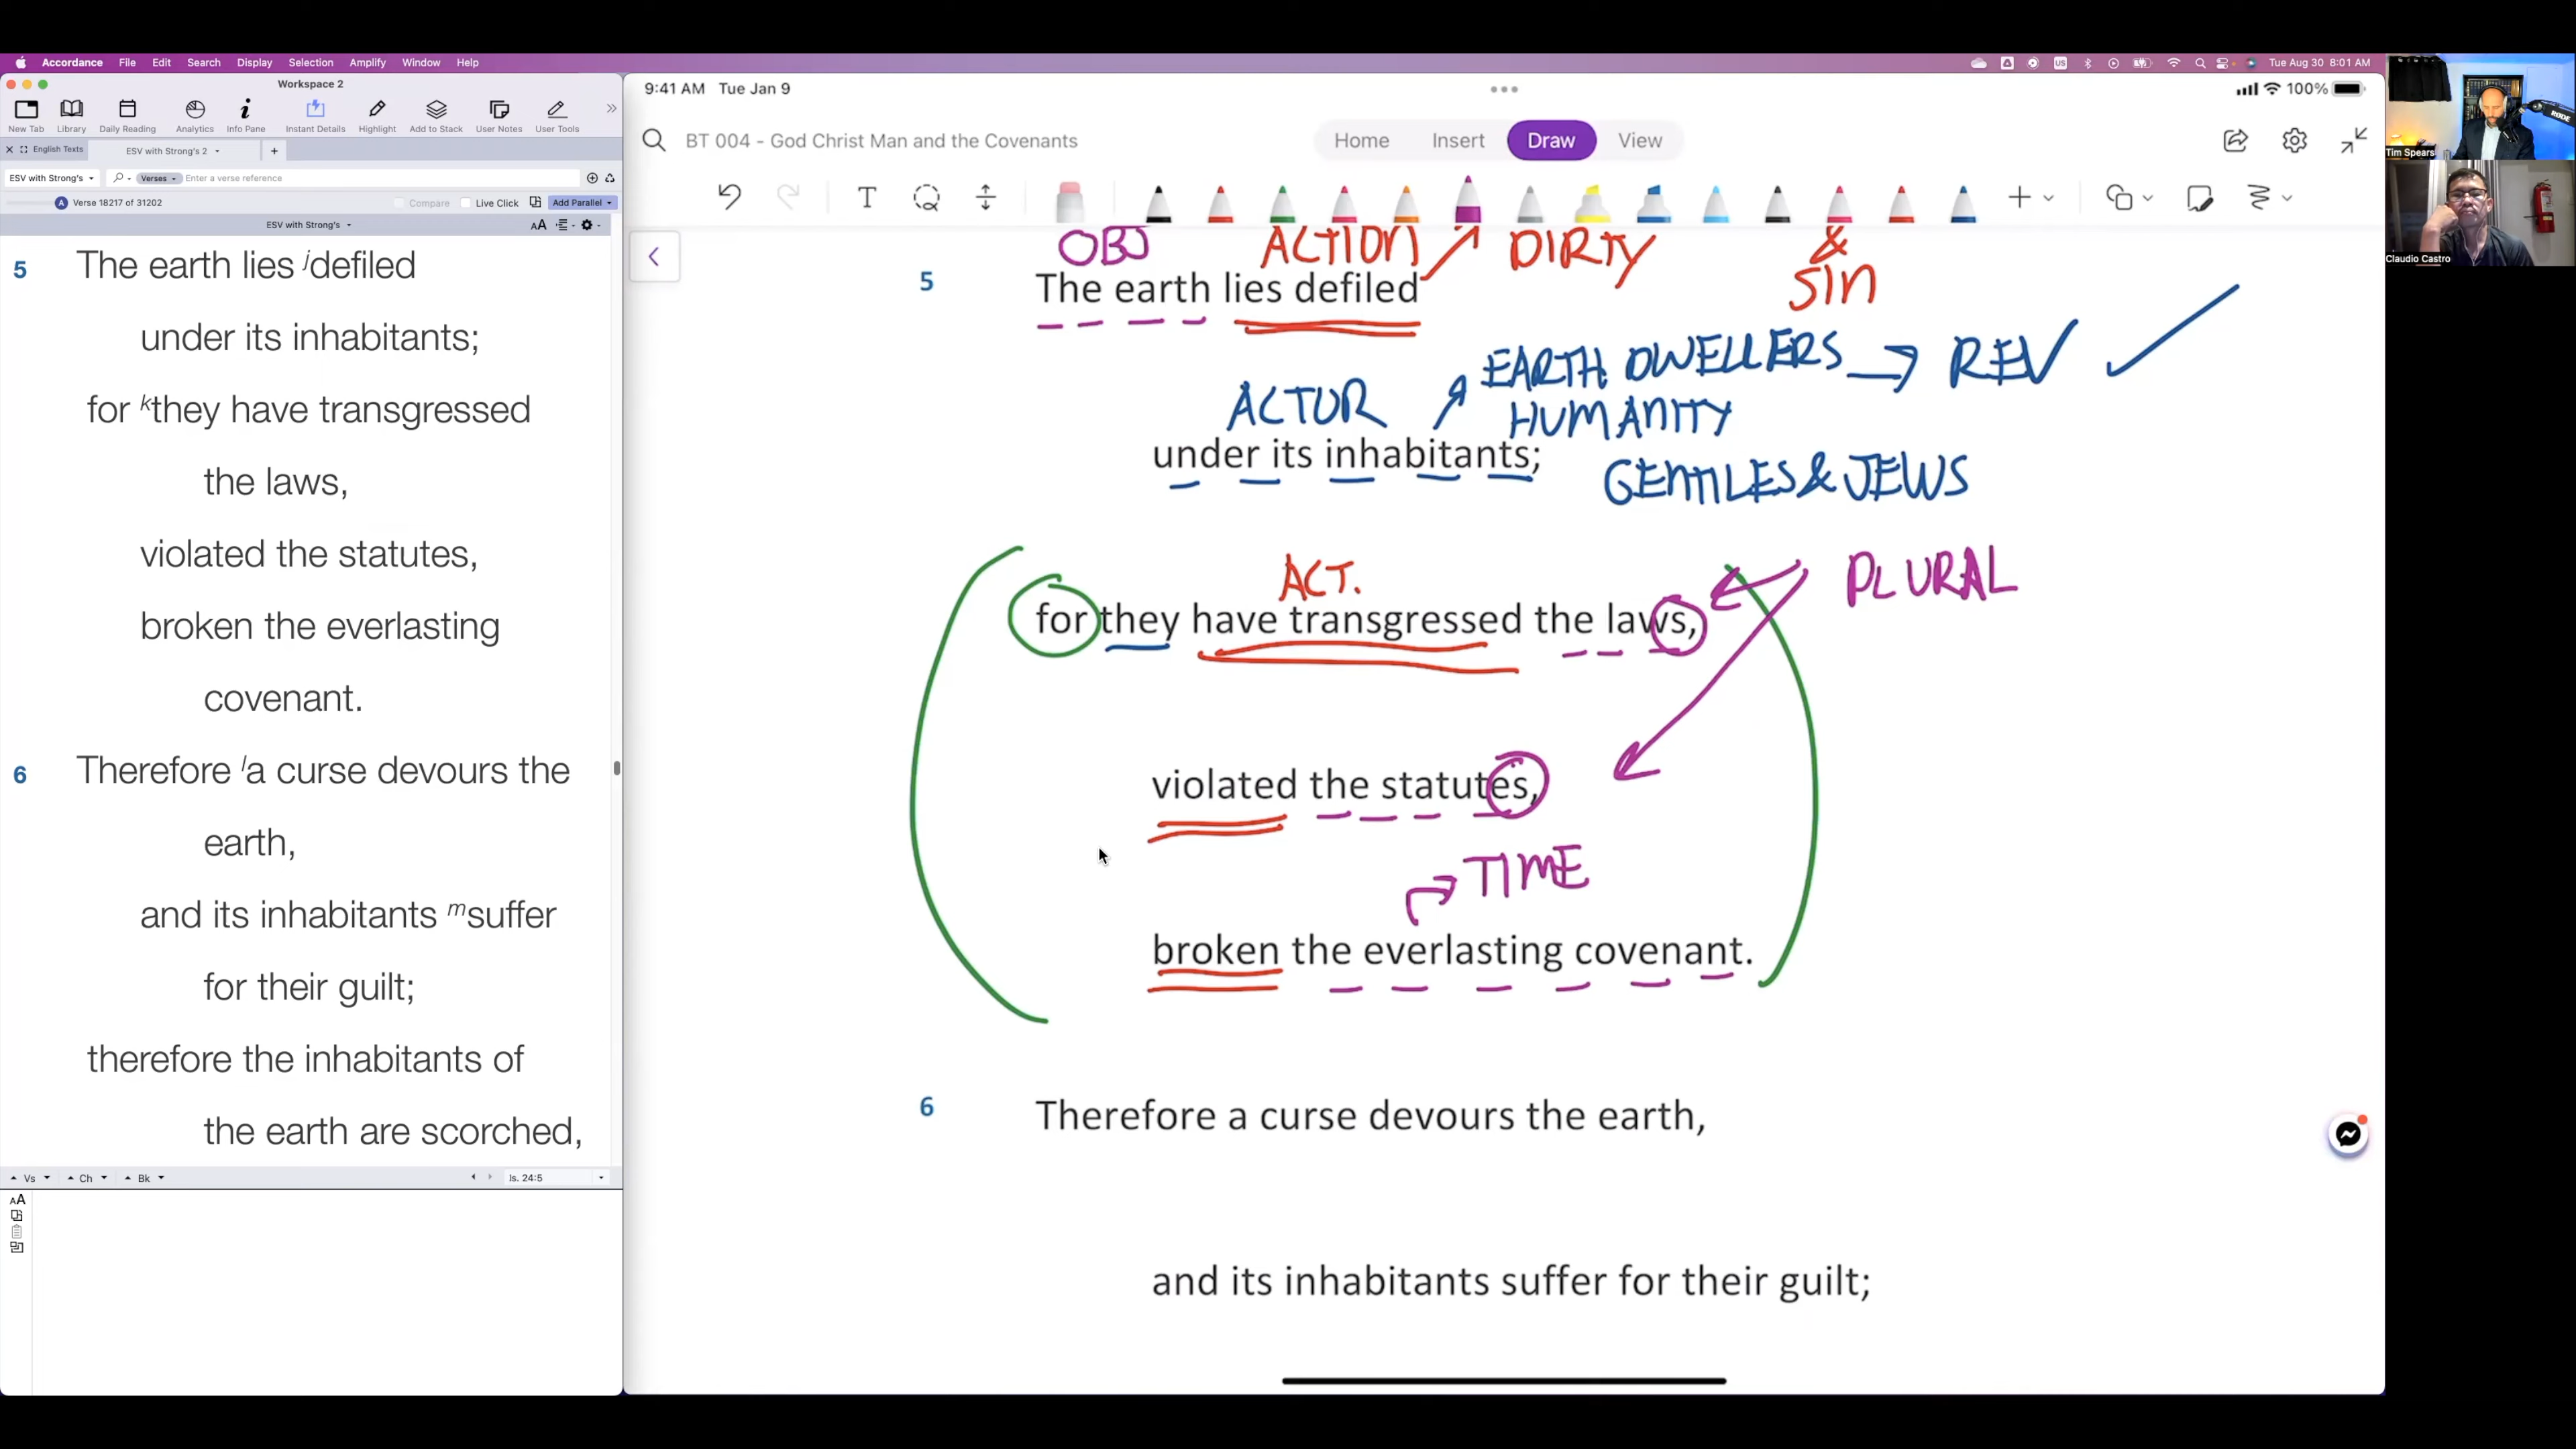 Accordance File Edit Search Display Selection Amplify Window Help
Tue Aug 30 8:01 AM
Workspace 2
New Tab Library Daily Reading Analytics Info Pane Instant Details Highlight Add to Stack User Notes User Tools
English Texts ESV with Strong's 2
ESV with Strong's Verses Enter a verse reference
Verse 18217 of 31202 Compare Live Click Add Parallel
ESV with Strong's AA
5 The earth lies jdefiled
under its inhabitants;
for kthey have transgressed
the laws,
violated the statutes,
broken the everlasting
covenant.
6 Therefore la curse devours the
earth,
and its inhabitants msuffer
for their guilt;
therefore the inhabitants of
the earth are scorched,
Vs Ch Bk Is. 24:5
AA
9:41 AM Tue Jan 9
100%
BT 004 - God Christ Man and the Covenants
Home Insert Draw View
T
OBJ ACTION DIRTY &
SIN
5 The earth lies defiled
EARTH DWELLERS REV
ACTOR HUMANITY
under its inhabitants;
GENTILES & JEWS
ACT. PLURAL
for they have transgressed the laws,
violated the statutes,
TIME
broken the everlasting covenant.
6 Therefore a curse devours the earth,
and its inhabitants suffer for their guilt;
Tim Spears
RØDE
Claudio Castro